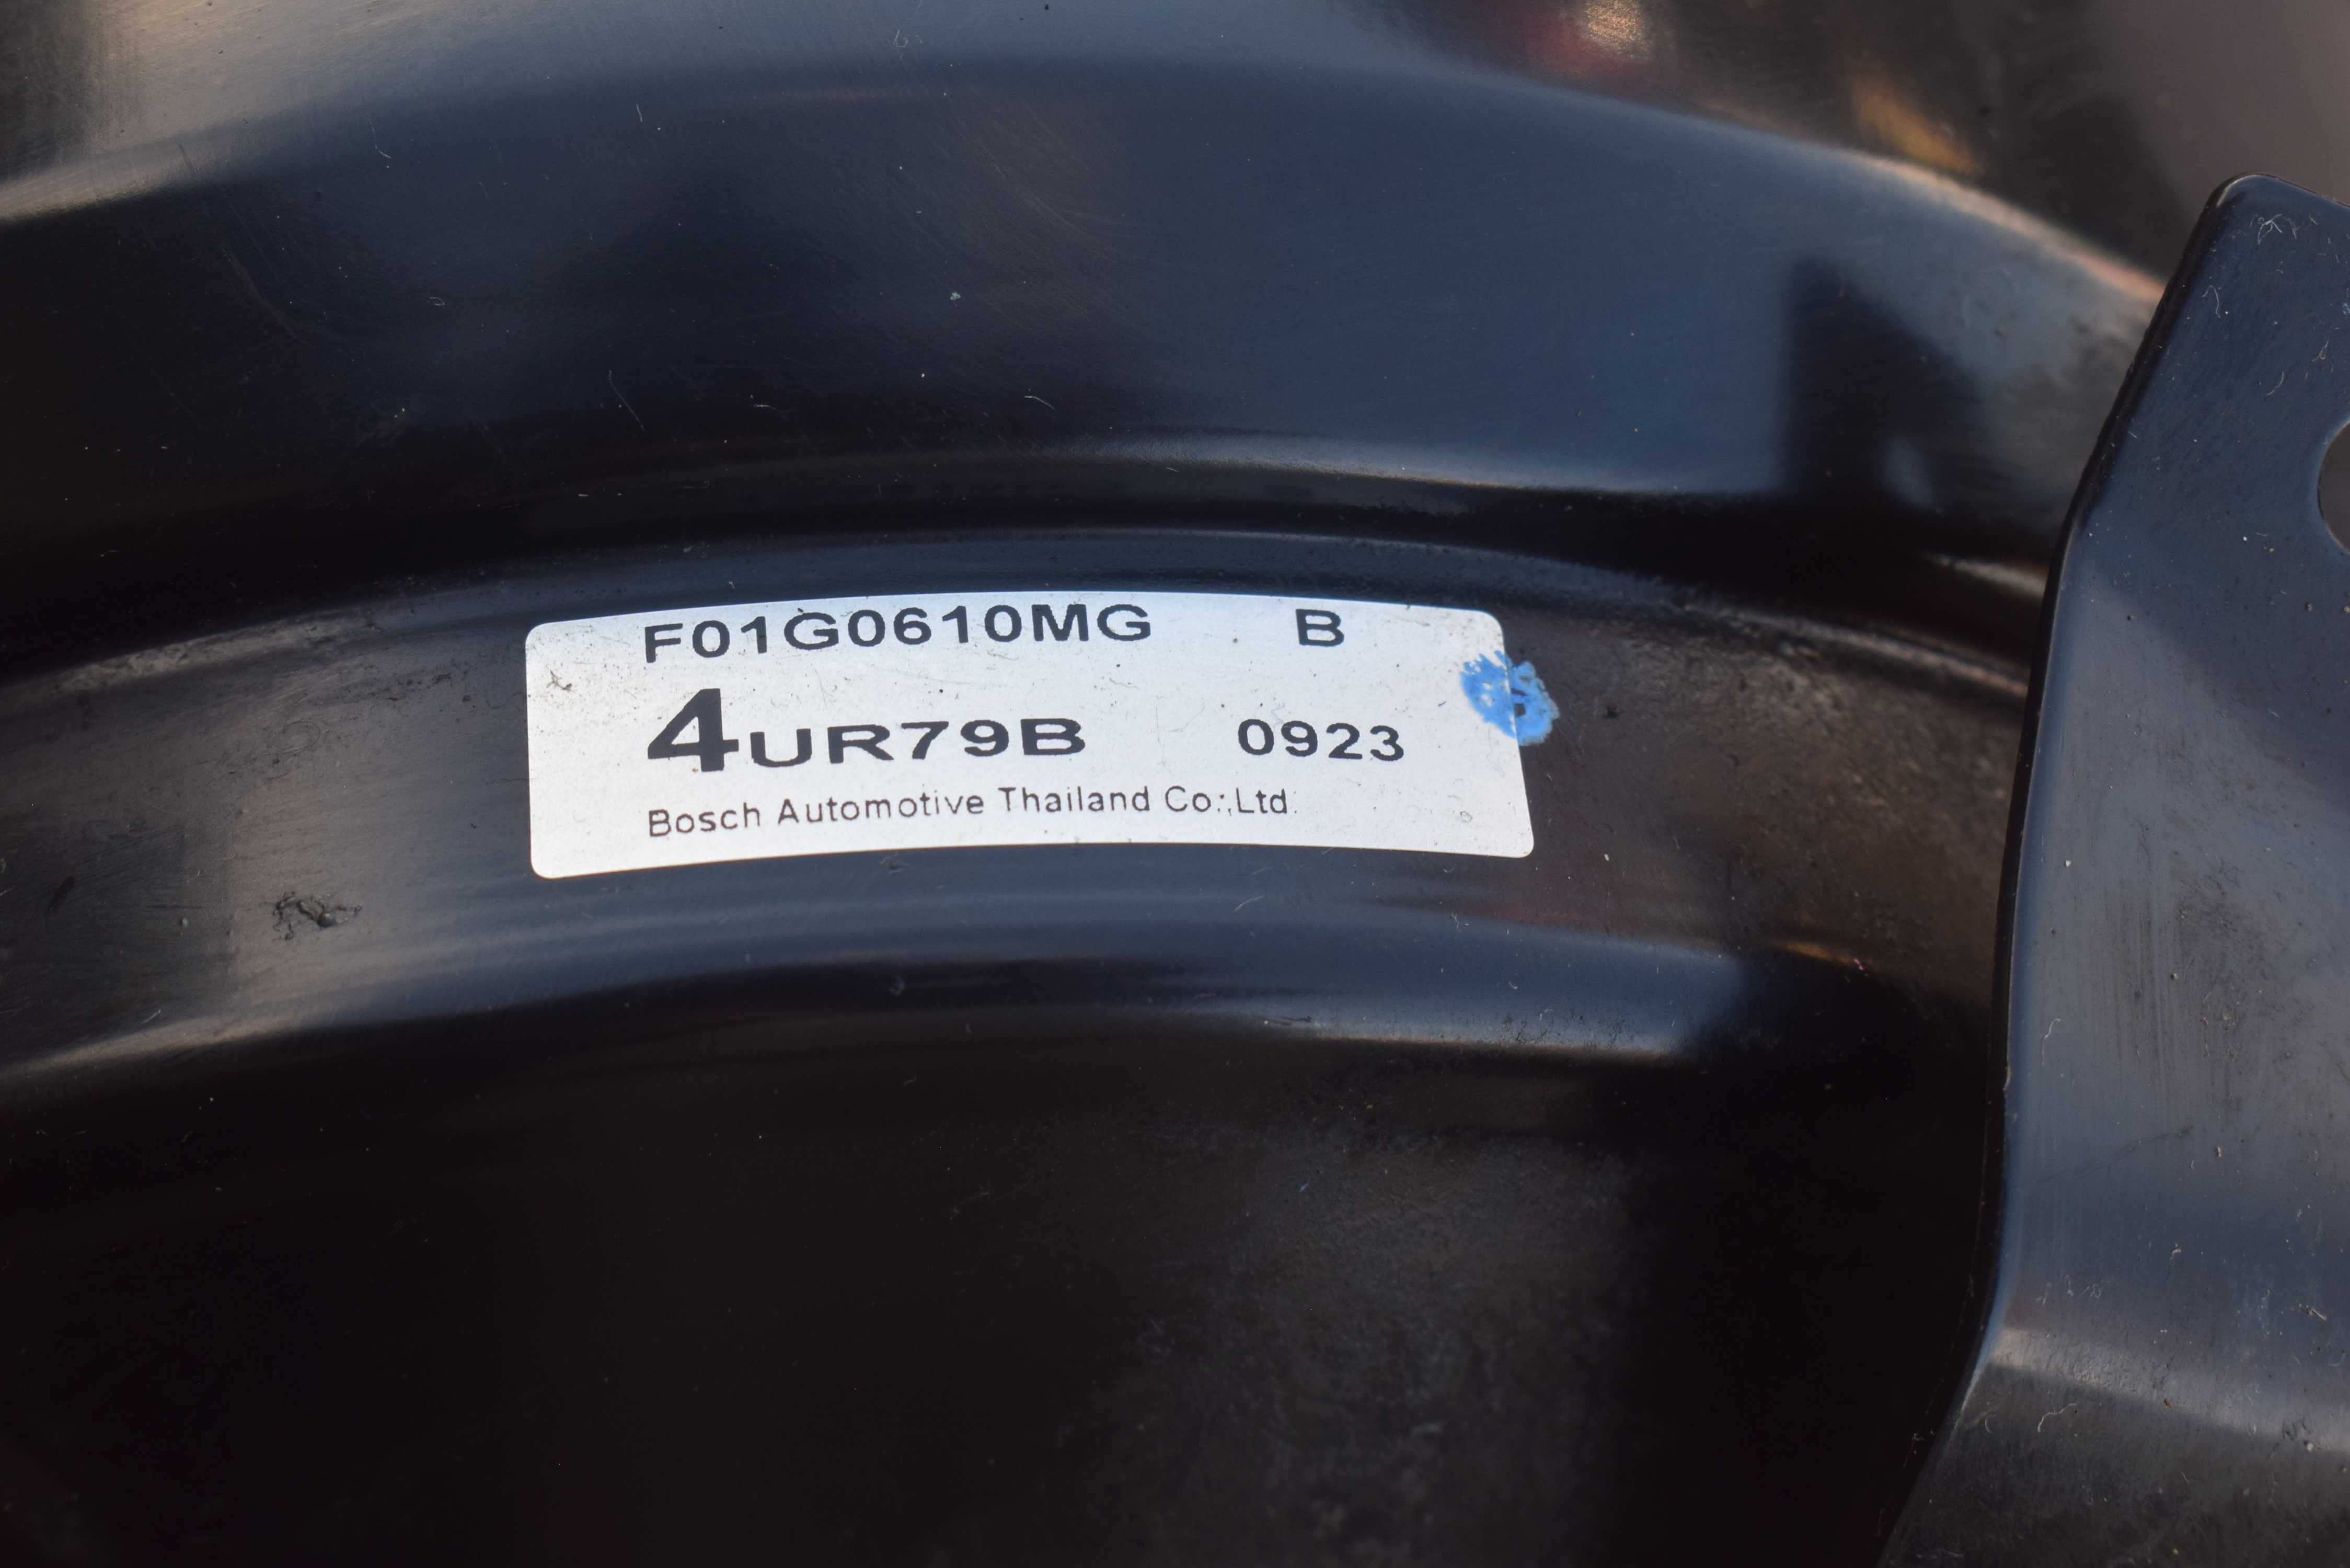 F01G0610MG B
4UR79B 0923
Bosch Automotive Thailand Co.,Ltd.